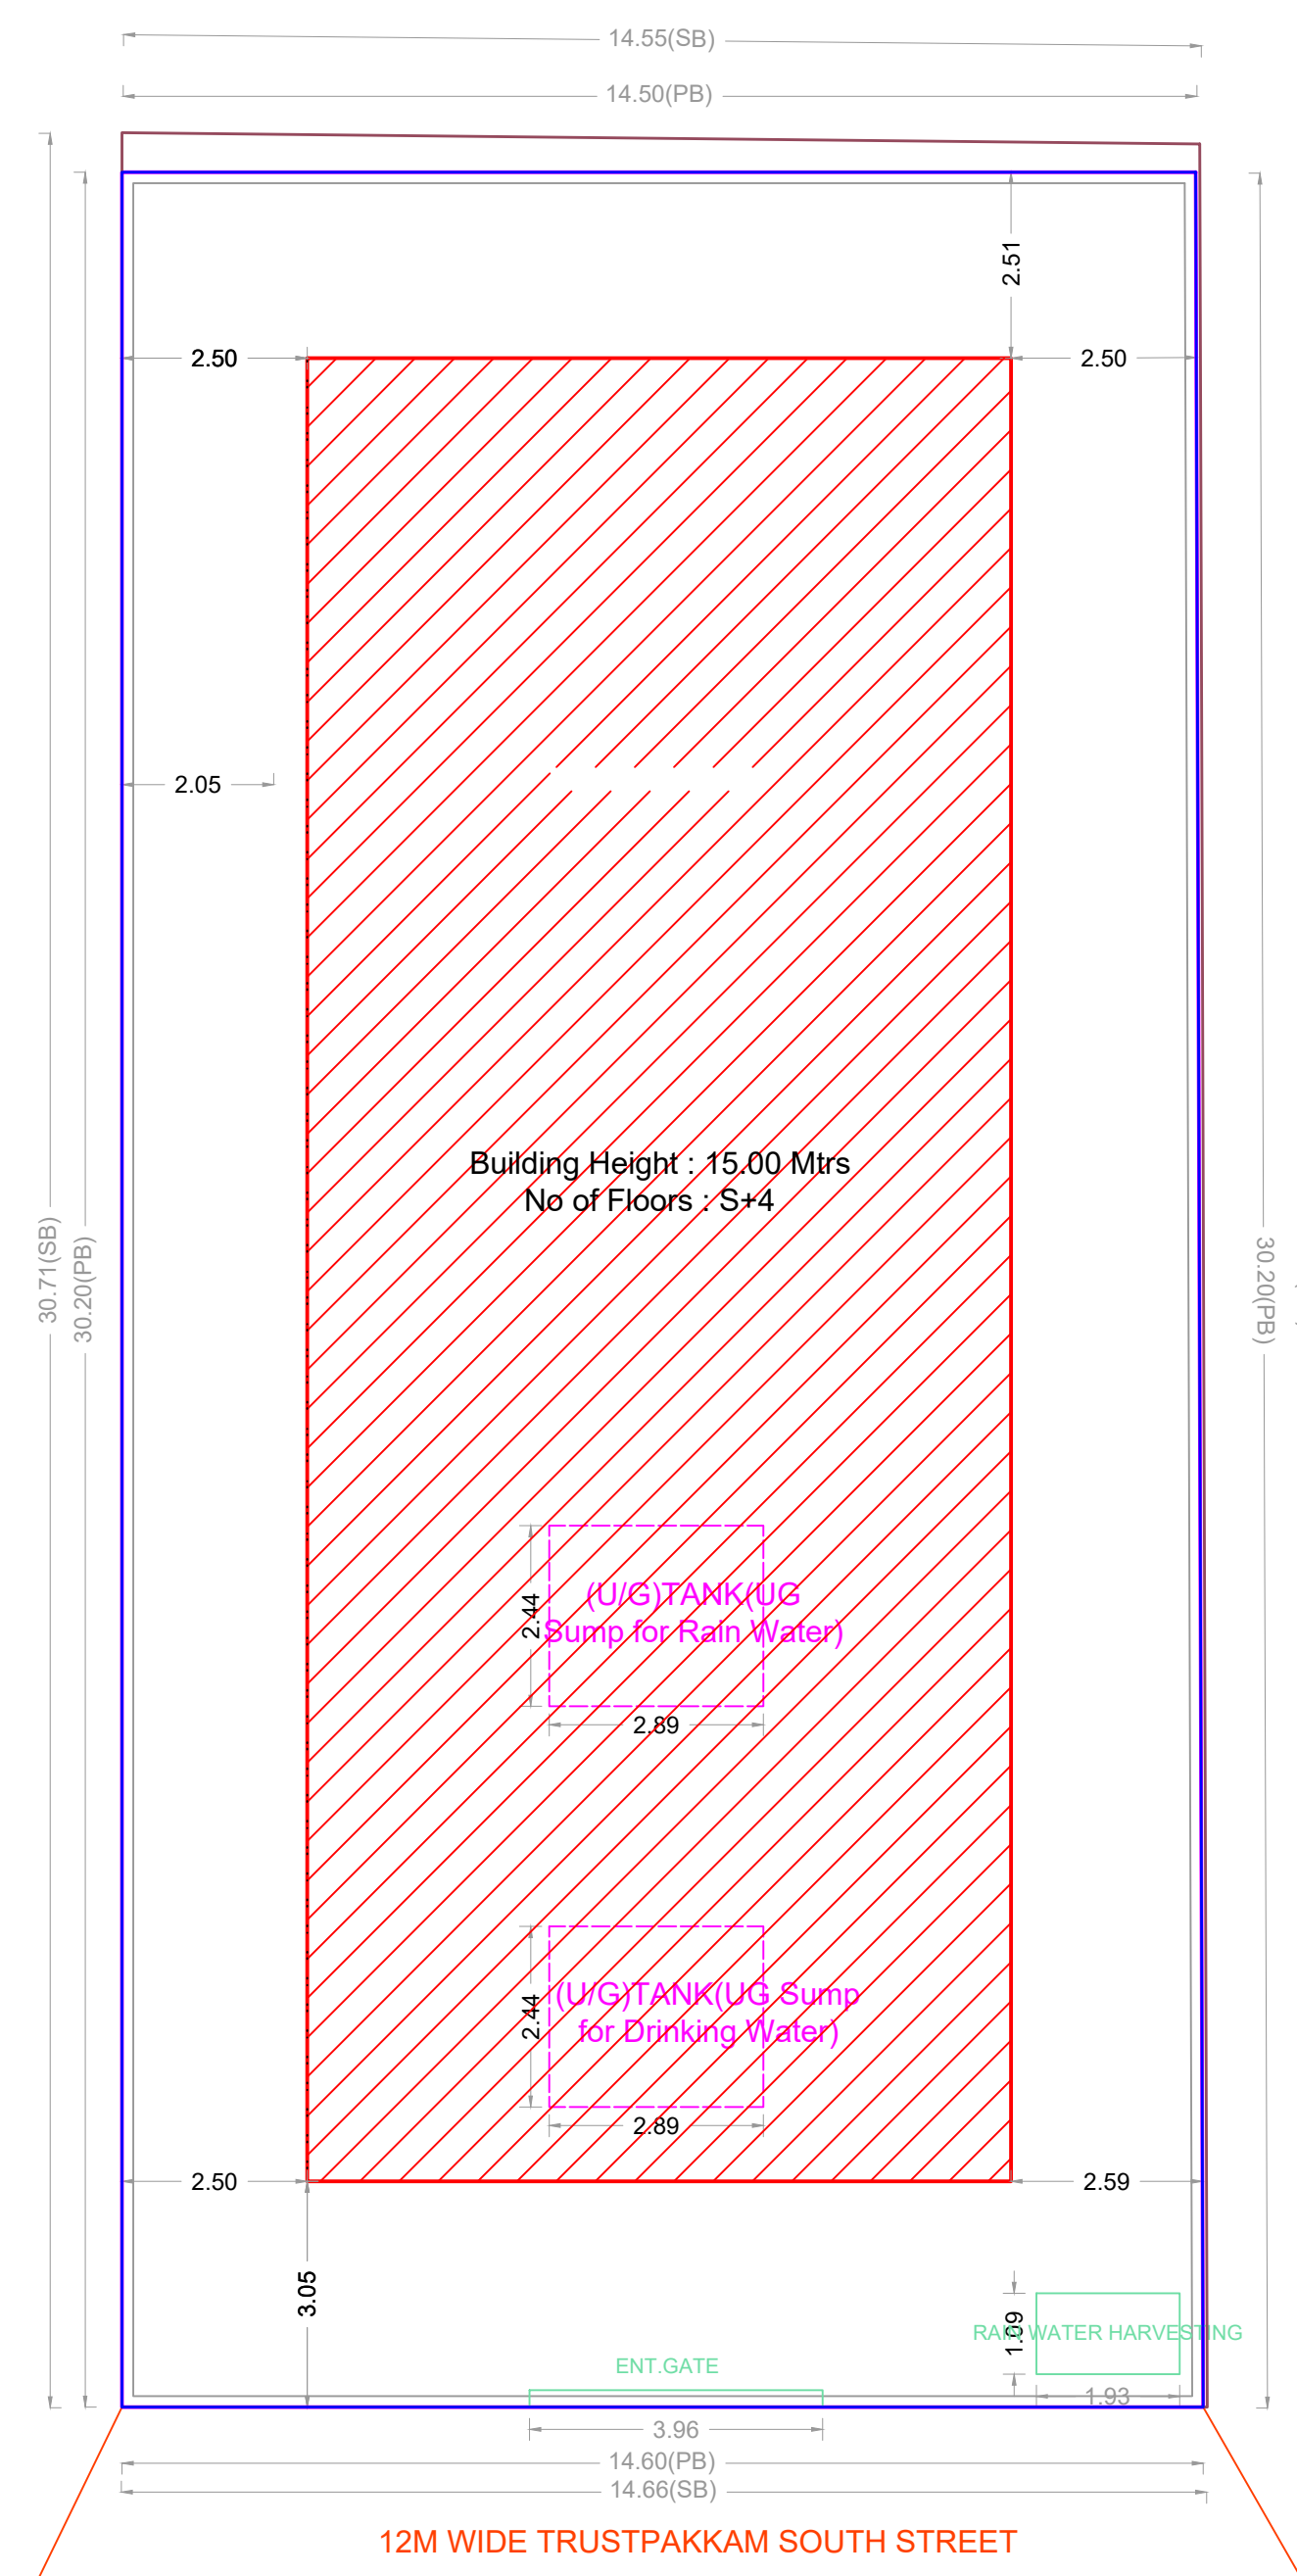 14.55(SB)
14.50(PB)
2.51
2.50
2.50
2.05
Building Height : 15.00 Mtrs
No of Floors : S+4
30.71(SB)
30.20(PB)
30.20(PB)
2.44
(U/G)TANK(UG
Sump for Rain Water)
2.89
2.44
(U/G)TANK(UG Sump
for Drinking Water)
2.89
2.50
2.59
3.05
RAIN WATER HARVESTING
ENT.GATE
1.93
3.96
14.60(PB)
14.66(SB)
12M WIDE TRUSTPAKKAM SOUTH STREET